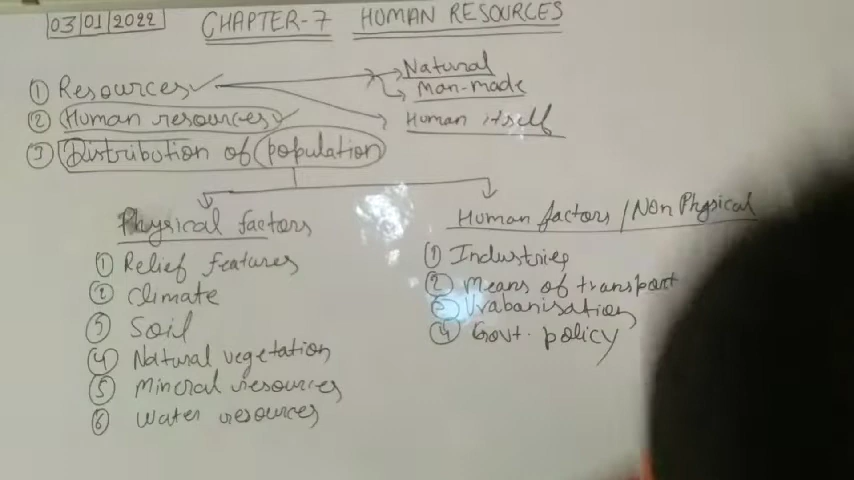 03|01|2022 CHAPTER-7 HUMAN RESOURCES
① Resources Natural
Man-made
② Human resources Human itself
③ Distribution of population
Physical factors
① Relief features
② Climate
③ Soil
④ Natural vegetation
⑤ Mineral resources
⑥ Water resources
Human factors / Non Physical
① Industries
② Means of transport
③ Urabanisation
④ Govt. policy